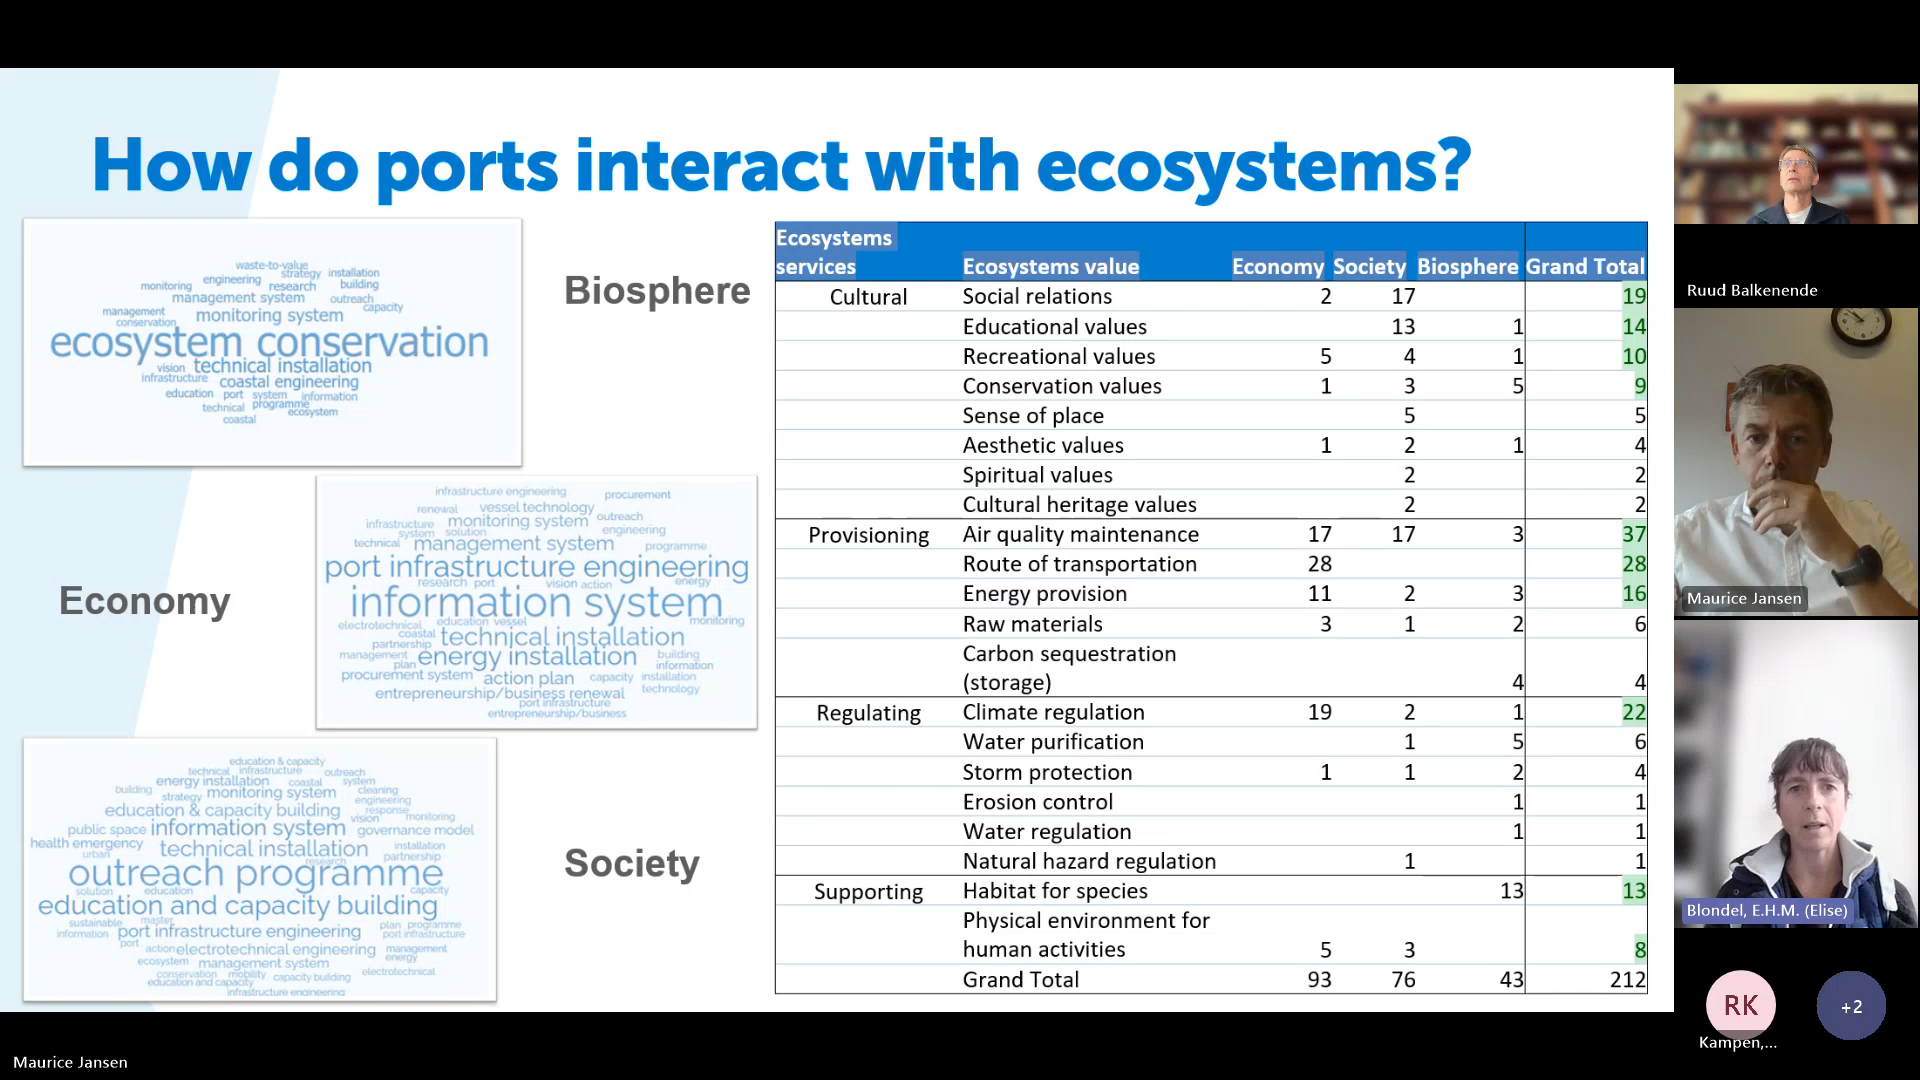 How do ports interact with ecosystems?
waste-to-value
strategy installation
engineering
monitoring research building
management system outreach
management capacity
conservation monitoring system
ecosystem conservation
vision technical installation
infrastructure coastal engineering
education port system information
technical programme ecosystem
coastal
Biosphere
infrastructure engineering procurement
renewal vessel technology
infrastructure monitoring system outreach
system solution engineering
technical management system programme
port infrastructure engineering
research port vision action energy
information system
electrotechnical education vessel monitoring
coastal technical installation
partnership
management energy installation building
plan information
procurement system action plan capacity installation
entrepreneurship/business renewal technology
port infrastructure
entrepreneurship/business
Economy
education & capacity
technical infrastructure outreach
energy installation coastal system
building monitoring system cleaning
strategy engineering
education & capacity building response
vision monitoring
public space information system governance model
health emergency technical installation installation
urban research partnership
outreach programme
solution education capacity
education and capacity building
sustainable master plan programme
information port infrastructure engineering port infrastructure
port action electrotechnical engineering management
ecosystem management system energy
conservation mobility capacity building electrotechnical
education and capacity
infrastructure engineering
Society
Ecosystems
services Ecosystems value Economy Society Biosphere Grand Total
Cultural Social relations 2 17 19
Educational values 13 1 14
Recreational values 5 4 1 10
Conservation values 1 3 5 9
Sense of place 5 5
Aesthetic values 1 2 1 4
Spiritual values 2 2
Cultural heritage values 2 2
Provisioning Air quality maintenance 17 17 3 37
Route of transportation 28 28
Energy provision 11 2 3 16
Raw materials 3 1 2 6
Carbon sequestration
(storage) 4 4
Regulating Climate regulation 19 2 1 22
Water purification 1 5 6
Storm protection 1 1 2 4
Erosion control 1 1
Water regulation 1 1
Natural hazard regulation 1 1
Supporting Habitat for species 13 13
Physical environment for
human activities 5 3 8
Grand Total 93 76 43 212
Ruud Balkenende
Maurice Jansen
Blondel, E.H.M. (Elise)
RK
+2
Kampen,...
Maurice Jansen